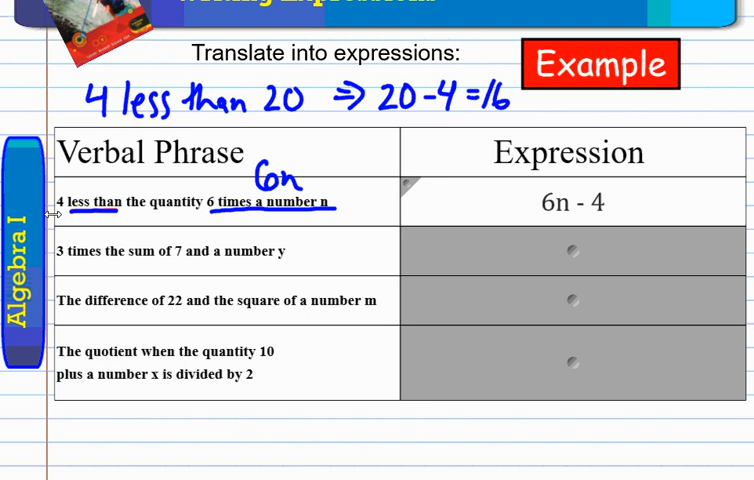 Writing Expressions
Translate into expressions:
Example
4 less than 20 ⇒ 20-4=16
Verbal Phrase
Expression
6n
4 less than the quantity 6 times a number n
6n - 4
3 times the sum of 7 and a number y
The difference of 22 and the square of a number m
The quotient when the quantity 10
plus a number x is divided by 2
Algebra I